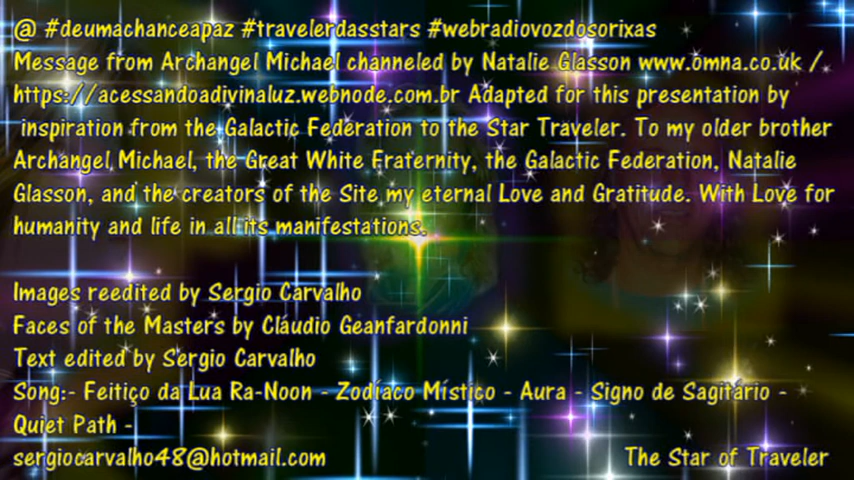 @ #deumachanceapaz #travelerdasstars #webradiovozdosorixas
Message from Archangel Michael channeled by Natalie Glasson www.omna.co.uk /.
https://acessandoadivinaluz.webnode.com.br Adapted for this presentation by
inspiration from the Galactic Federation to the Star Traveler. To my older brother
Archangel Michael, the Great White Fraternity, the Galactic Federation, Natalie
Glasson, and the creators of the Site my eternal Love and Gratitude. With Love for
humanity and life in all its manifestations.
Images reedited by Sergio Carvalho
Faces of the Masters by Cláudio Geanfardonni
Text edited by Sergio Carvalho
Song:- Feitiço da Lua Ra-Noon - Zodíaco Místico - Aura - Signo de Sagitário -
Quiet Path -
sergiocarvalho48@hotmail.com The Star of Traveler